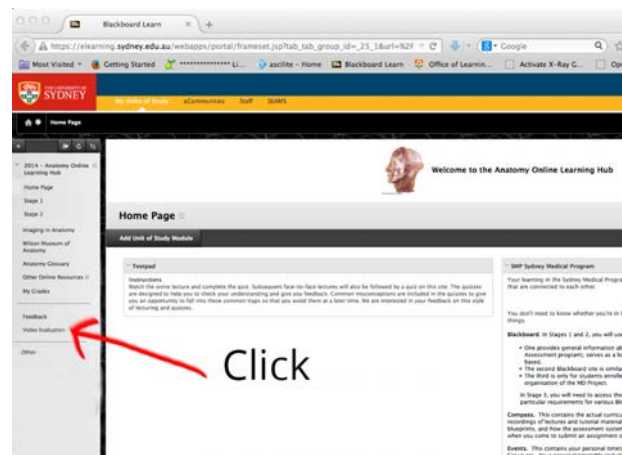 Blackboard Learn
https://elearning.sydney.edu.au/webapps/portal/frameset.jsp?tab_tab_group_id=_25_1&url=%2F
Google
Most Visited
Getting Started
Li...
ascilite - Home
Blackboard Learn
Office of Learnin...
Activate X-Ray G...
THE UNIVERSITY OF
SYDNEY
My Units of Study
eCommunities
Staff
SEAMS
Home Page
2014 - Anatomy Online
Learning Hub
Home Page
Stage 1
Stage 2
Imaging in Anatomy
Wilson Museum of
Anatomy
Anatomy Glossary
Other Online Resources
My Grades
Feedback
Video Evaluation
Other
Welcome to the Anatomy Online Learning Hub
Home Page
Add Unit of Study Module
Textpad
Instructions
Watch the online lecture and complete the quiz. Subsequent face-to-face lectures will also be followed by a quiz on this site. The quizzes
are designed to help you to check your understanding and give you feedback. Common misconceptions are included in the quizzes to give
you an opportunity to fall into these common traps so that you avoid them at a later time. We are interested in your feedback on this style
of lecturing and quizzes.
Click
SMP Sydney Medical Program
Your learning in the Sydney Medical Progra
that are connected to each other.
You don't need to know whether you're in t
things.
Blackboard. In Stages 1 and 2, you will use
One provides general information ab
Assessment program), serves as a lo
based.
The second Blackboard site is similar
The third is only for students enrolle
organisation of the MD Project.
In Stage 3, you will need to access the
particular requirements for various Bl
Compass. This contains the actual curricu
recordings of lectures and tutorial material
blueprints, and how the assessment system
when you come to submit an assignment o
Events. This contains your personal timeta